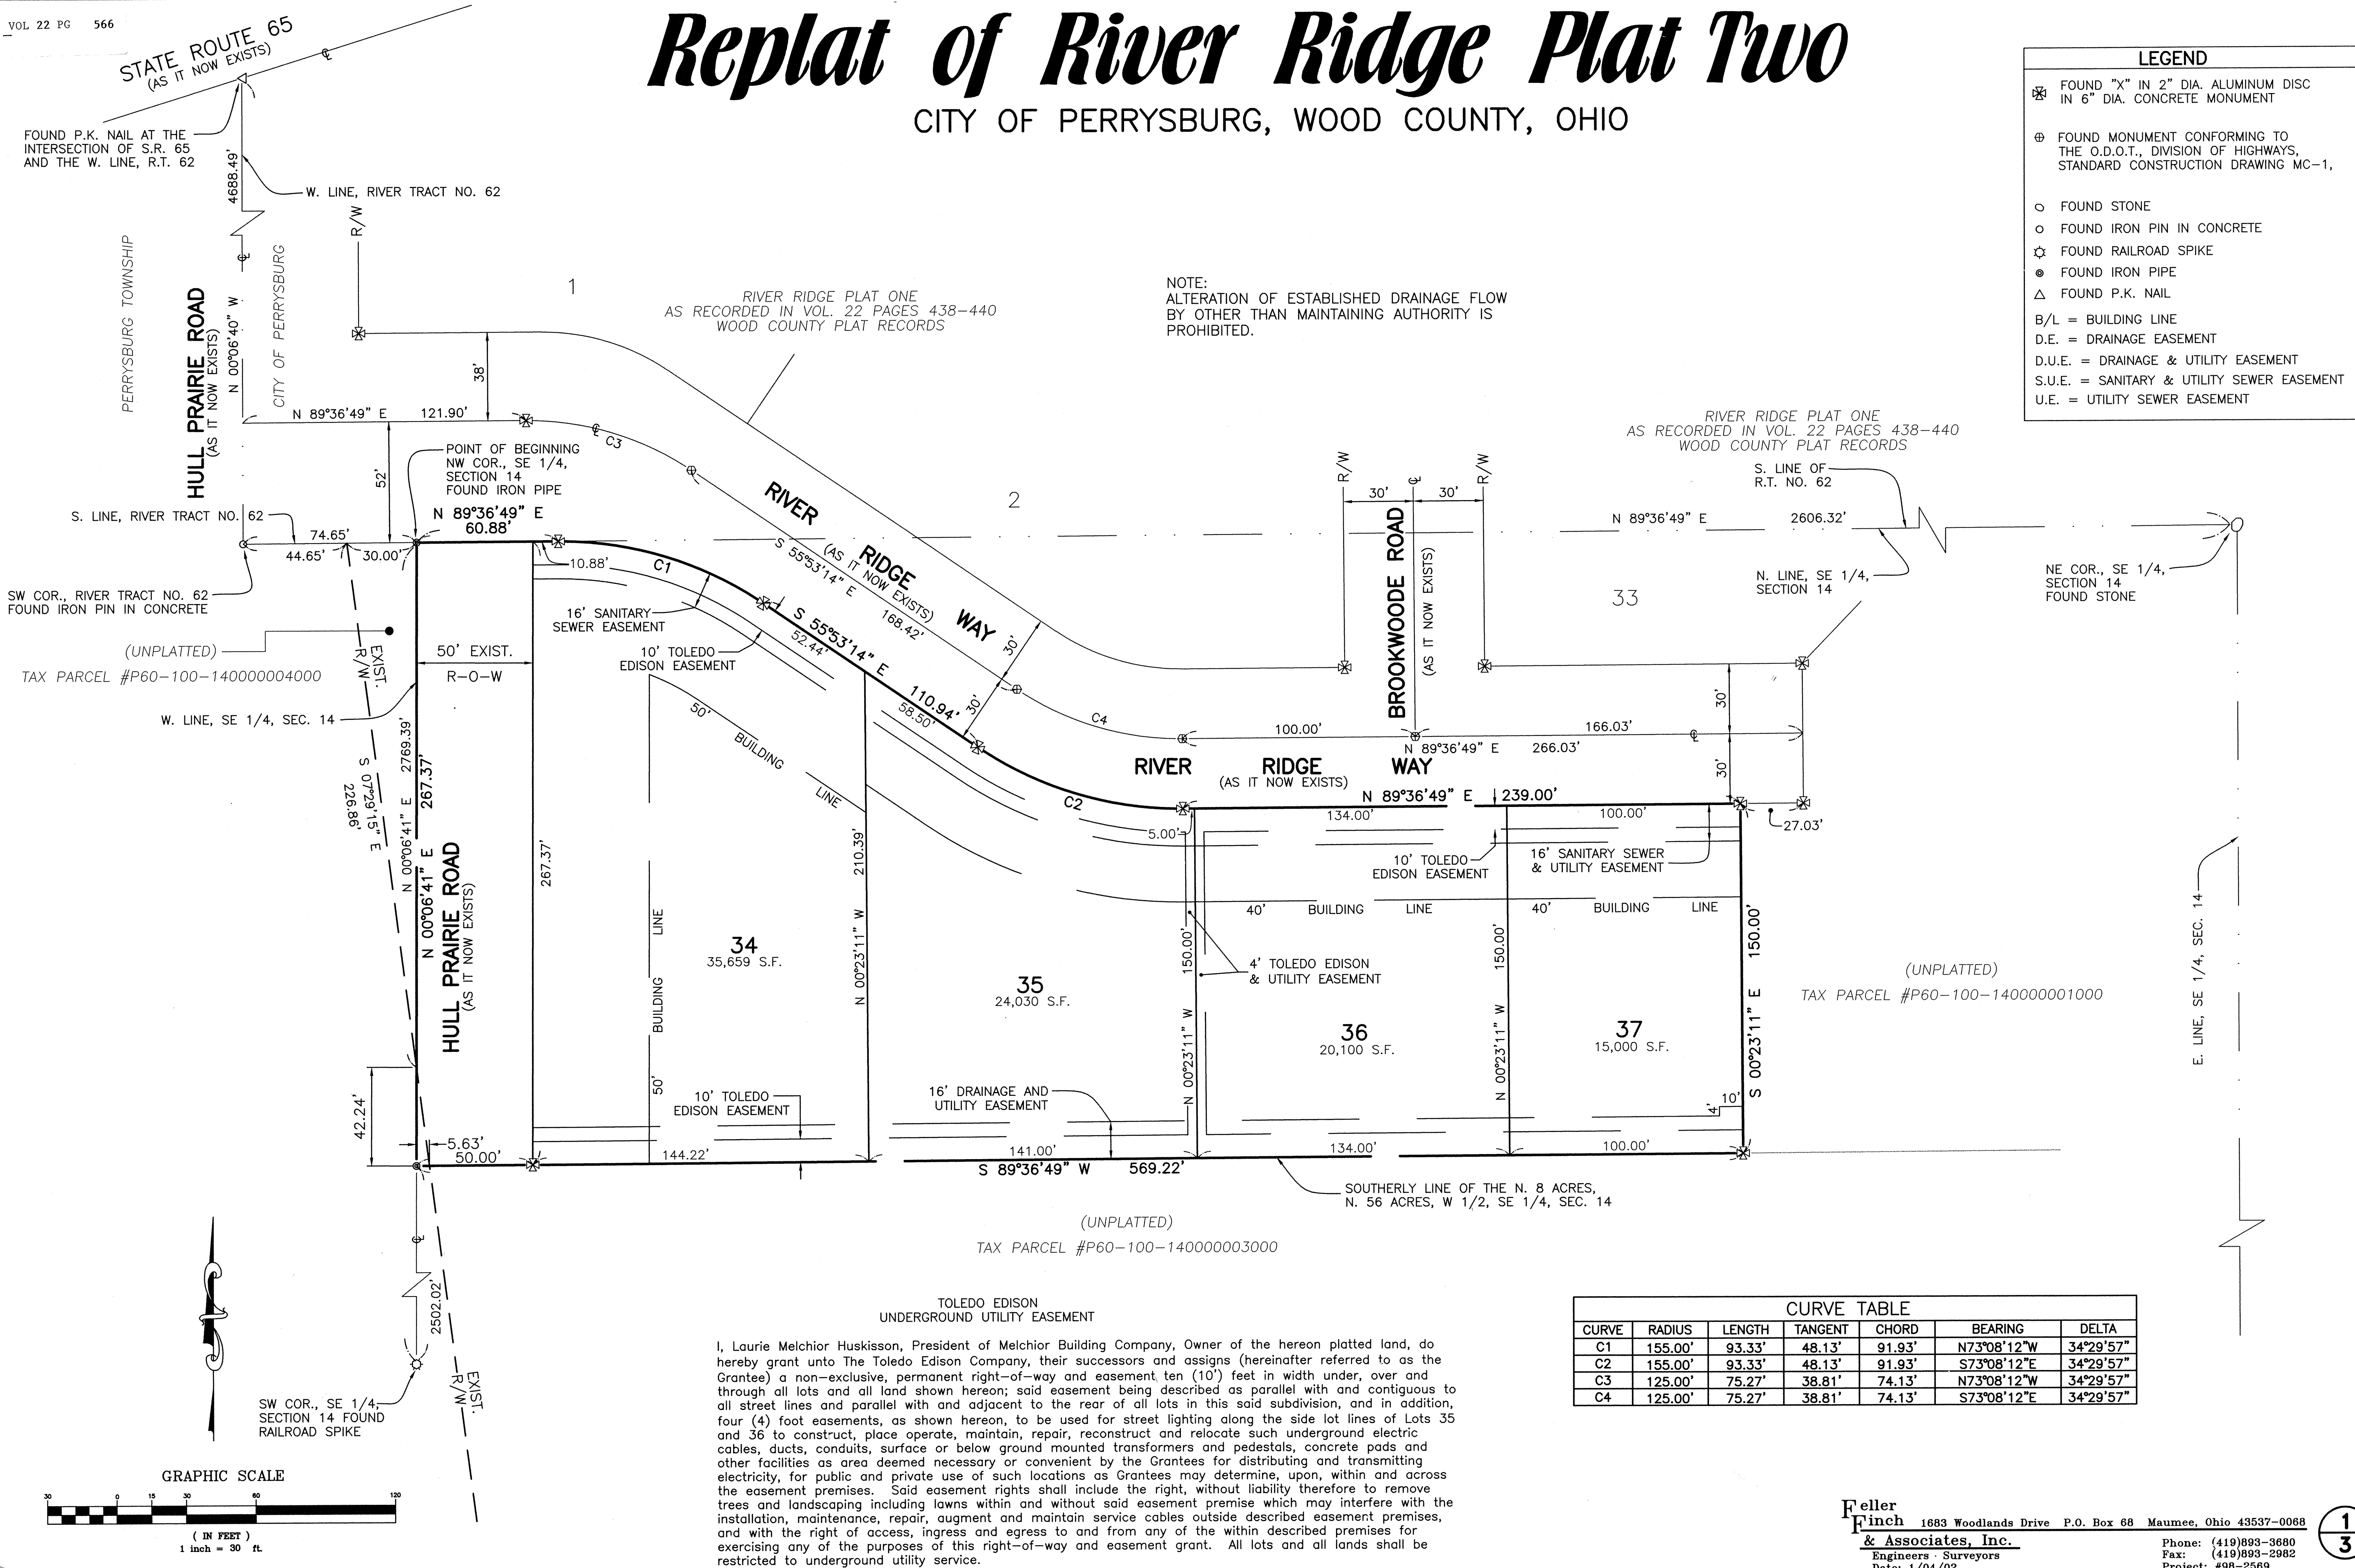 VOL 22 PG 566
Replat of River Ridge Plat Two
CITY OF PERRYSBURG, WOOD COUNTY, OHIO
STATE ROUTE 65
(AS IT NOW EXISTS)
FOUND P.K. NAIL AT THE
INTERSECTION OF S.R. 65
AND THE W. LINE, R.T. 62
4688.49'
W. LINE, RIVER TRACT NO. 62
R/W
PERRYSBURG TOWNSHIP
HULL PRAIRIE ROAD
(AS IT NOW EXISTS)
N 00°06'40" W
CITY OF PERRYSBURG
1
RIVER RIDGE PLAT ONE
AS RECORDED IN VOL. 22 PAGES 438-440
WOOD COUNTY PLAT RECORDS
NOTE:
ALTERATION OF ESTABLISHED DRAINAGE FLOW
BY OTHER THAN MAINTAINING AUTHORITY IS
PROHIBITED.
LEGEND
FOUND "X" IN 2" DIA. ALUMINUM DISC
IN 6" DIA. CONCRETE MONUMENT
FOUND MONUMENT CONFORMING TO
THE O.D.O.T., DIVISION OF HIGHWAYS,
STANDARD CONSTRUCTION DRAWING MC-1,
FOUND STONE
FOUND IRON PIN IN CONCRETE
FOUND RAILROAD SPIKE
FOUND IRON PIPE
FOUND P.K. NAIL
B/L = BUILDING LINE
D.E. = DRAINAGE EASEMENT
D.U.E. = DRAINAGE & UTILITY EASEMENT
S.U.E. = SANITARY & UTILITY SEWER EASEMENT
U.E. = UTILITY SEWER EASEMENT
38'
N 89°36'49" E 121.90'
C3
52'
POINT OF BEGINNING
NW COR., SE 1/4,
SECTION 14
FOUND IRON PIPE
N 89°36'49" E
60.88'
S. LINE, RIVER TRACT NO. 62
74.65'
44.65' 30.00'
SW COR., RIVER TRACT NO. 62
FOUND IRON PIN IN CONCRETE
10.88'
C1
16' SANITARY
SEWER EASEMENT
10' TOLEDO
EDISON EASEMENT
RIVER RIDGE WAY
(AS IT NOW EXISTS)
S 55°53'14" E 168.42'
2
30'
30'
S 55°53'14" E 110.94'
52.44'
58.50'
C4
C2
R/W
30' 30'
R/W
BROOKWOODE ROAD
(AS IT NOW EXISTS)
RIVER RIDGE PLAT ONE
AS RECORDED IN VOL. 22 PAGES 438-440
WOOD COUNTY PLAT RECORDS
S. LINE OF
R.T. NO. 62
N 89°36'49" E 2606.32'
N. LINE, SE 1/4,
SECTION 14
33
NE COR., SE 1/4,
SECTION 14
FOUND STONE
100.00' 166.03'
N 89°36'49" E 266.03'
RIVER RIDGE WAY
(AS IT NOW EXISTS)
30'
30'
N 89°36'49" E 239.00'
134.00' 100.00'
27.03'
5.00'
10' TOLEDO
EDISON EASEMENT
16' SANITARY SEWER
& UTILITY EASEMENT
(UNPLATTED)
TAX PARCEL #P60-100-140000004000
EXIST.
R/W
W. LINE, SE 1/4, SEC. 14
50' EXIST.
R-O-W
50'
BUILDING
LINE
S 07°29'15" E
226.86'
N 00°06'41" E 2769.39'
N 00°06'41" E 267.37'
HULL PRAIRIE ROAD
(AS IT NOW EXISTS)
267.37'
50' BUILDING LINE
34
35,659 S.F.
N 00°23'11" W 210.39'
35
24,030 S.F.
40' BUILDING LINE
40' BUILDING LINE
N 00°23'11" W 150.00'
4' TOLEDO EDISON
& UTILITY EASEMENT
36
20,100 S.F.
N 00°23'11" W 150.00'
37
15,000 S.F.
S 00°23'11" E 150.00'
(UNPLATTED)
TAX PARCEL #P60-100-140000001000
E. LINE, SE 1/4, SEC. 14
42.24'
5.63'
50.00'
10' TOLEDO
EDISON EASEMENT
16' DRAINAGE AND
UTILITY EASEMENT
10'
4'
144.22' 141.00' 134.00' 100.00'
S 89°36'49" W 569.22'
SOUTHERLY LINE OF THE N. 8 ACRES,
N. 56 ACRES, W 1/2, SE 1/4, SEC. 14
(UNPLATTED)
TAX PARCEL #P60-100-140000003000
2502.02'
EXIST.
R/W
SW COR., SE 1/4,
SECTION 14 FOUND
RAILROAD SPIKE
GRAPHIC SCALE
30 0 15 30 60 120
( IN FEET )
1 inch = 30 ft.
TOLEDO EDISON
UNDERGROUND UTILITY EASEMENT
I, Laurie Melchior Huskisson, President of Melchior Building Company, Owner of the hereon platted land, do
hereby grant unto The Toledo Edison Company, their successors and assigns (hereinafter referred to as the
Grantee) a non-exclusive, permanent right-of-way and easement ten (10') feet in width under, over and
through all lots and all land shown hereon; said easement being described as parallel with and contiguous to
all street lines and parallel with and adjacent to the rear of all lots in this said subdivision, and in addition,
four (4) foot easements, as shown hereon, to be used for street lighting along the side lot lines of Lots 35
and 36 to construct, place operate, maintain, repair, reconstruct and relocate such underground electric
cables, ducts, conduits, surface or below ground mounted transformers and pedestals, concrete pads and
other facilities as area deemed necessary or convenient by the Grantees for distributing and transmitting
electricity, for public and private use of such locations as Grantees may determine, upon, within and across
the easement premises. Said easement rights shall include the right, without liability therefore to remove
trees and landscaping including lawns within and without said easement premise which may interfere with the
installation, maintenance, repair, augment and maintain service cables outside described easement premises,
and with the right of access, ingress and egress to and from any of the within described premises for
exercising any of the purposes of this right-of-way and easement grant. All lots and all lands shall be
restricted to underground utility service.
CURVE TABLE
CURVE RADIUS LENGTH TANGENT CHORD BEARING DELTA
C1 155.00' 93.33' 48.13' 91.93' N73°08'12"W 34°29'57"
C2 155.00' 93.33' 48.13' 91.93' S73°08'12"E 34°29'57"
C3 125.00' 75.27' 38.81' 74.13' N73°08'12"W 34°29'57"
C4 125.00' 75.27' 38.81' 74.13' S73°08'12"E 34°29'57"
Feller
Finch 1683 Woodlands Drive P.O. Box 68 Maumee, Ohio 43537-0068
& Associates, Inc.
Engineers · Surveyors
Phone: (419)893-3680
Fax: (419)893-2982
Date: 1/04/02
Project: #98-2569
1
3